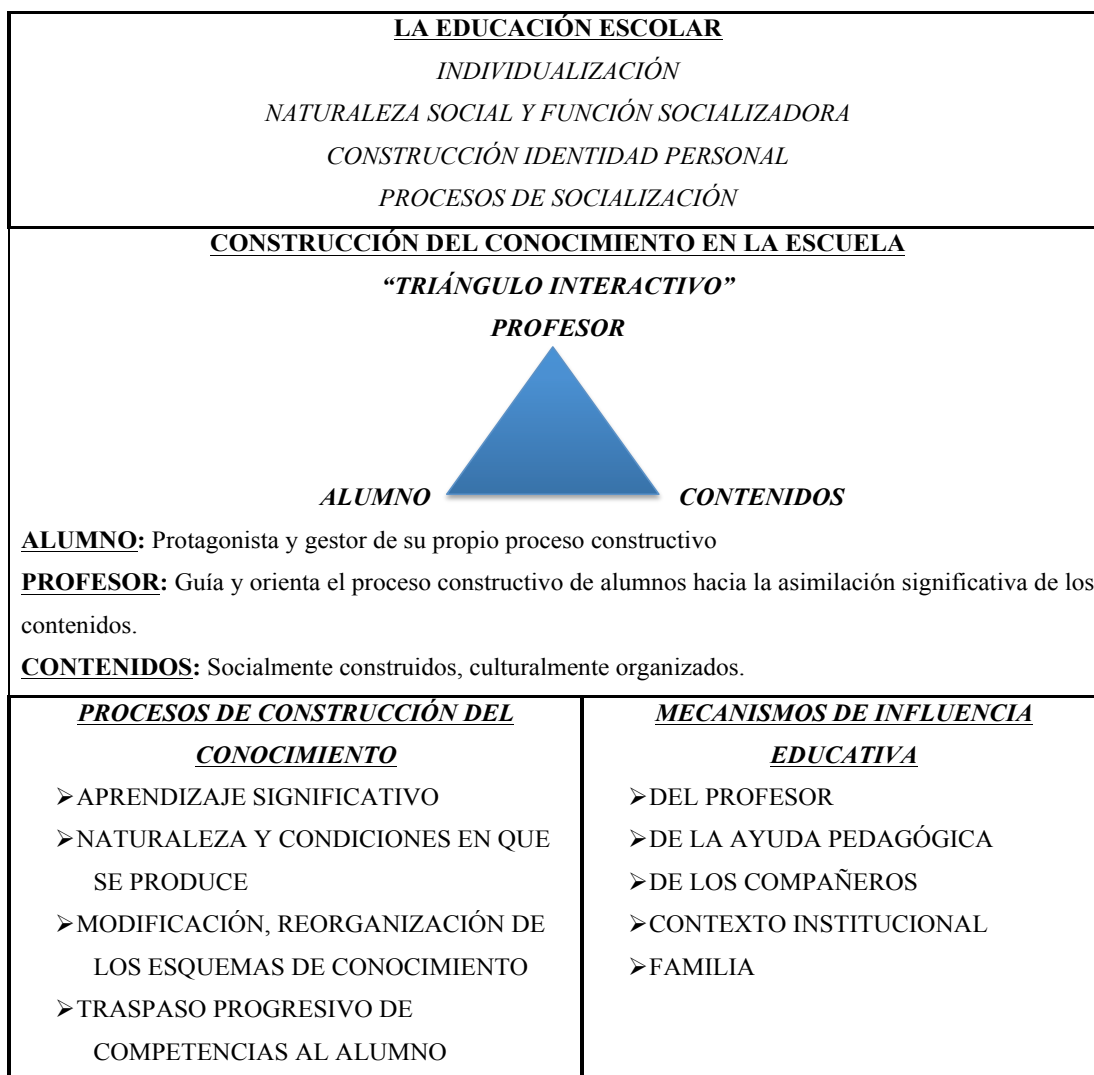 LA EDUCACIÓN ESCOLAR
INDIVIDUALIZACIÓN
NATURALEZA SOCIAL Y FUNCIÓN SOCIALIZADORA
CONSTRUCCIÓN IDENTIDAD PERSONAL
PROCESOS DE SOCIALIZACIÓN
CONSTRUCCIÓN DEL CONOCIMIENTO EN LA ESCUELA
“TRIÁNGULO INTERACTIVO”
PROFESOR
ALUMNO CONTENIDOS
ALUMNO: Protagonista y gestor de su propio proceso constructivo
PROFESOR: Guía y orienta el proceso constructivo de alumnos hacia la asimilación significativa de los
contenidos.
CONTENIDOS: Socialmente construidos, culturalmente organizados.
PROCESOS DE CONSTRUCCIÓN DEL
CONOCIMIENTO
➢APRENDIZAJE SIGNIFICATIVO
➢NATURALEZA Y CONDICIONES EN QUE
SE PRODUCE
➢MODIFICACIÓN, REORGANIZACIÓN DE
LOS ESQUEMAS DE CONOCIMIENTO
➢TRASPASO PROGRESIVO DE
COMPETENCIAS AL ALUMNO
MECANISMOS DE INFLUENCIA
EDUCATIVA
➢DEL PROFESOR
➢DE LA AYUDA PEDAGÓGICA
➢DE LOS COMPAÑEROS
➢CONTEXTO INSTITUCIONAL
➢FAMILIA